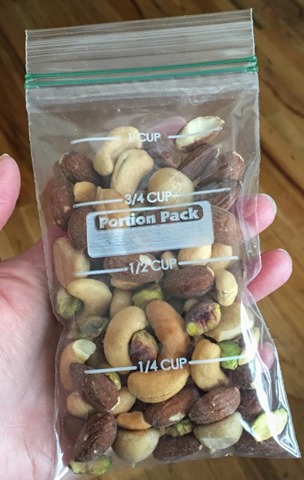 1 CUP
3/4 CUP
Portion Pack
1/2 CUP
1/4 CUP